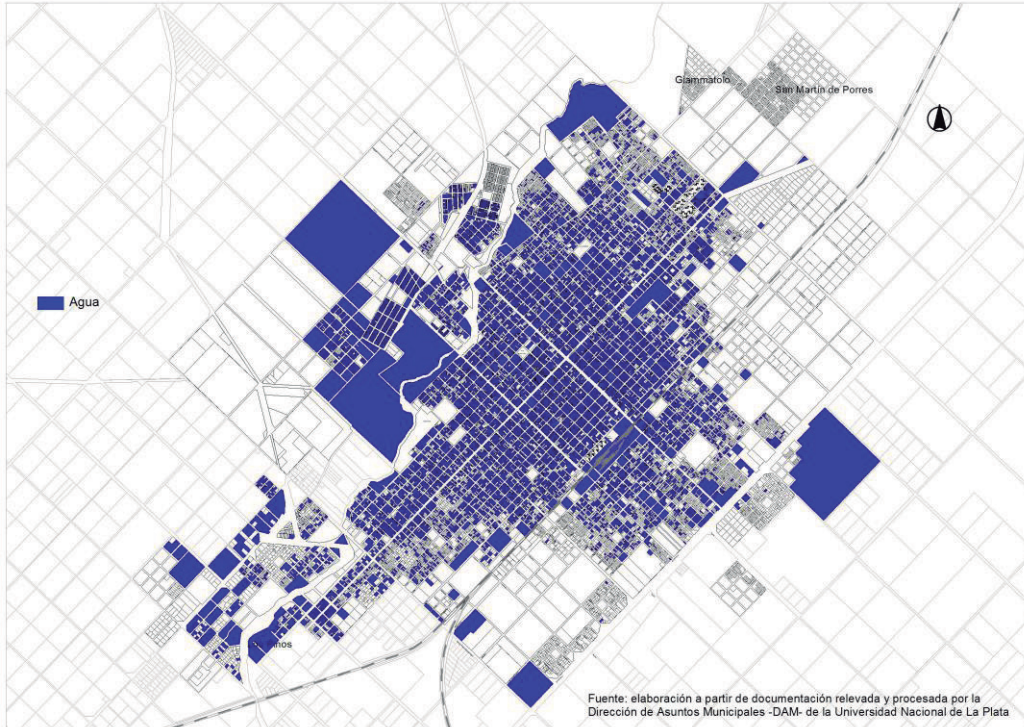 Giammatolo
San Martín de Porres
Agua
Fuente: elaboración a partir de documentación relevada y procesada por la
Dirección de Asuntos Municipales -DAM- de la Universidad Nacional de La Plata